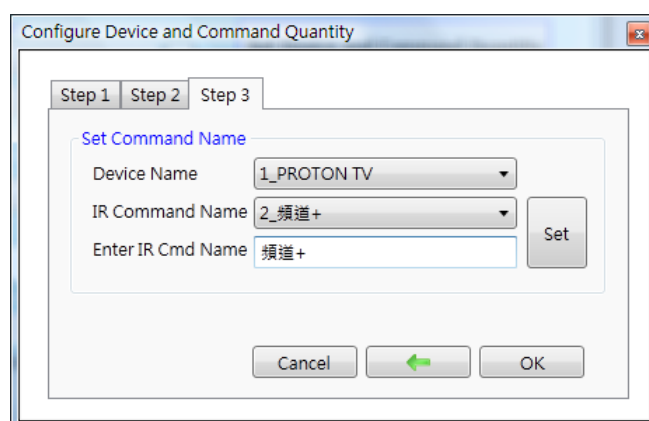 Configure Device and Command Quantity
Step 1 Step 2 Step 3
Set Command Name
Device Name 1_PROTON TV
IR Command Name 2_頻道+
Enter IR Cmd Name 頻道+
Set
Cancel OK